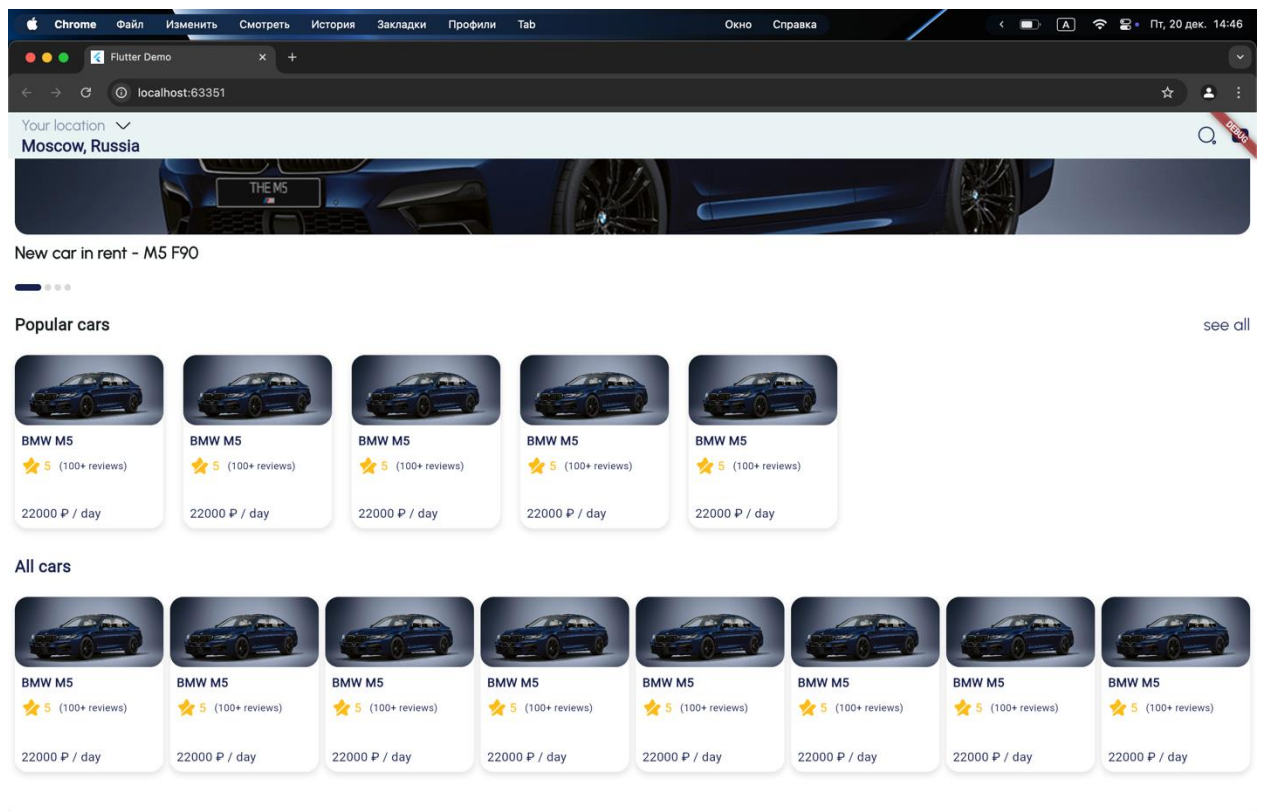 Chrome Файл Изменить Смотреть История Закладки Профили Tab Окно Справка A Пт, 20 дек. 14:46
Flutter Demo
localhost:63351
Your location
Moscow, Russia
DEBUG
THE M5
New car in rent - M5 F90
Popular cars see all
BMW M5 BMW M5 BMW M5 BMW M5 BMW M5
5 (100+ reviews) 5 (100+ reviews) 5 (100+ reviews) 5 (100+ reviews) 5 (100+ reviews)
22000 ₽ / day 22000 ₽ / day 22000 ₽ / day 22000 ₽ / day 22000 ₽ / day
All cars
BMW M5 BMW M5 BMW M5 BMW M5 BMW M5 BMW M5 BMW M5 BMW M5
5 (100+ reviews) 5 (100+ reviews) 5 (100+ reviews) 5 (100+ reviews) 5 (100+ reviews) 5 (100+ reviews) 5 (100+ reviews) 5 (100+ reviews)
22000 ₽ / day 22000 ₽ / day 22000 ₽ / day 22000 ₽ / day 22000 ₽ / day 22000 ₽ / day 22000 ₽ / day 22000 ₽ / day